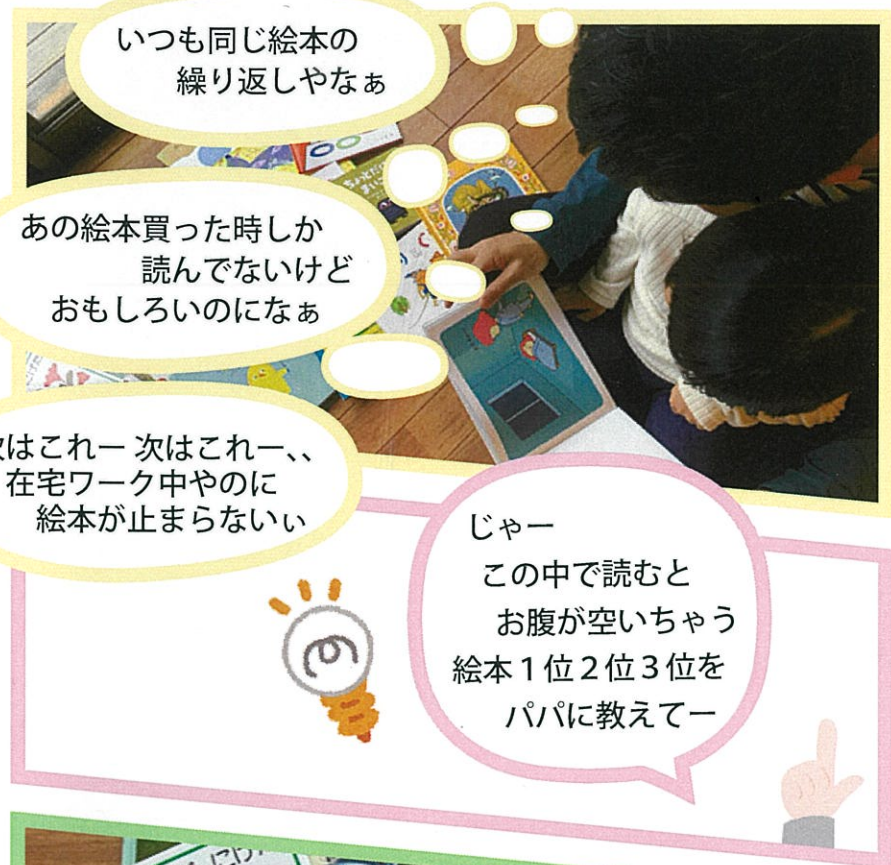 いつも同じ絵本の
繰り返しやなぁ
あの絵本買った時しか
読んでないけど
おもしろいのになぁ
次はこれー 次はこれー、、
在宅ワーク中やのに
絵本が止まらないぃ
じゃー
この中で読むと
お腹が空いちゃう
絵本1位2位3位を
パパに教えてー